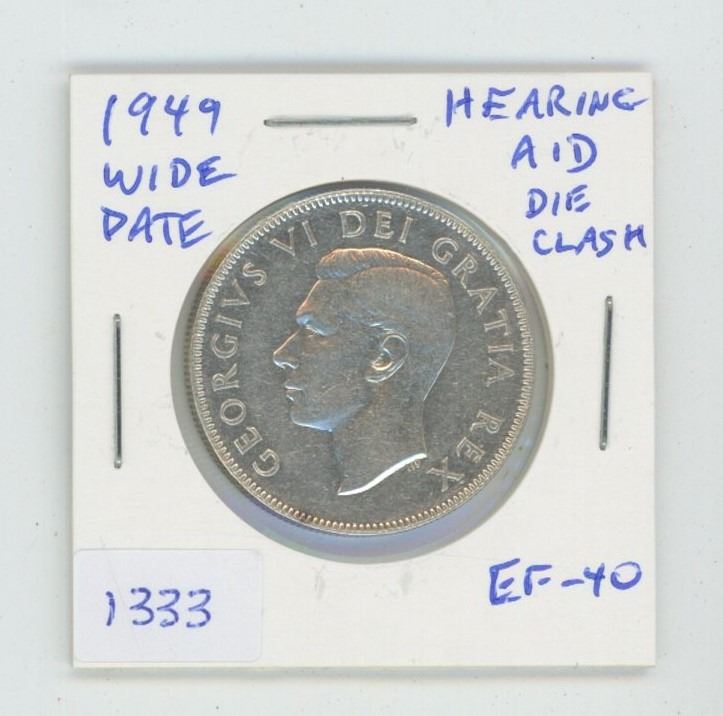 1949
WIDE
DATE
HEARING
AID
DIE
CLASH
GEORGIVS VI DEI GRATIA REX
EF-40
1333